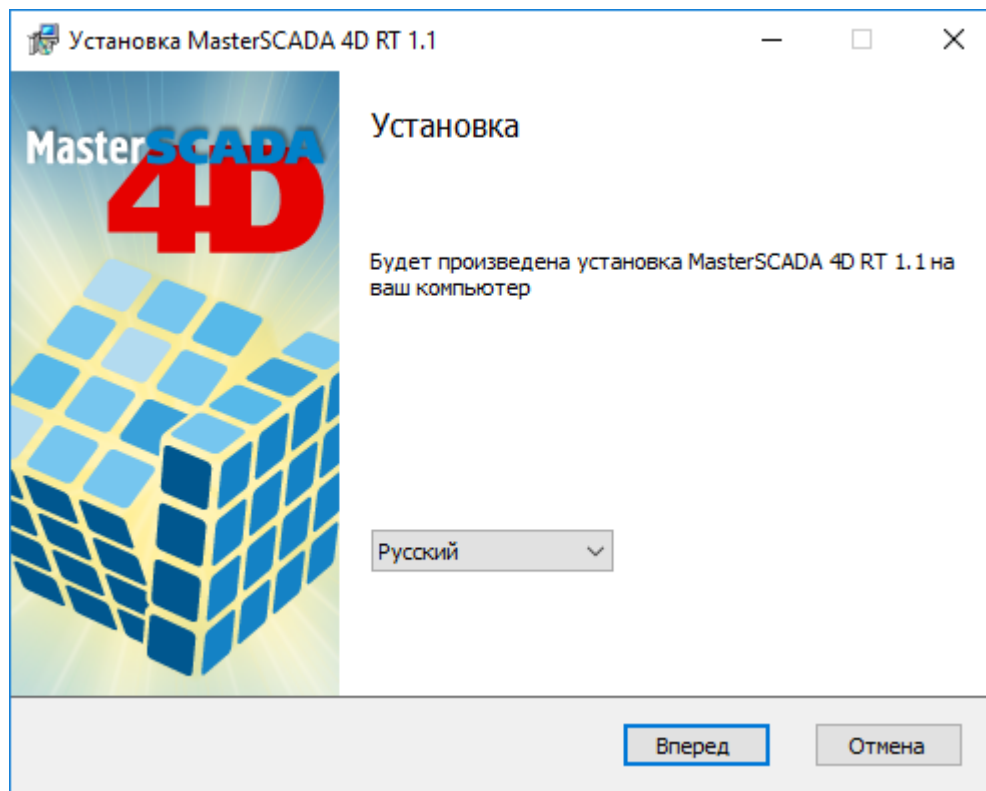 Установка MasterSCADA 4D RT 1.1
MasterSCADA
4D
Установка
Будет произведена установка MasterSCADA 4D RT 1.1 на
ваш компьютер
Русский
Вперед
Отмена